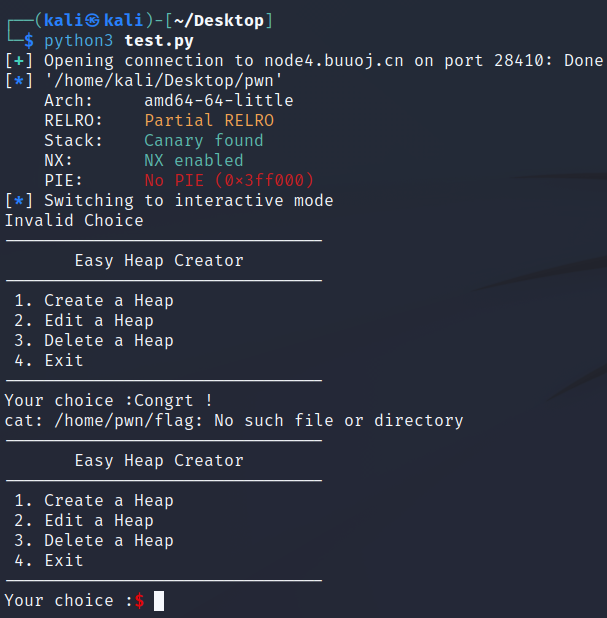 ┌──(kali㉿kali)-[~/Desktop]
└─$ python3 test.py
[+] Opening connection to node4.buuoj.cn on port 28410: Done
[*] '/home/kali/Desktop/pwn'
    Arch:     amd64-64-little
    RELRO:    Partial RELRO
    Stack:    Canary found
    NX:       NX enabled
    PIE:      No PIE (0x3ff000)
[*] Switching to interactive mode
Invalid Choice
--------------------------------
       Easy Heap Creator
--------------------------------
 1. Create a Heap
 2. Edit a Heap
 3. Delete a Heap
 4. Exit
--------------------------------
Your choice :Congrt !
cat: /home/pwn/flag: No such file or directory
--------------------------------
       Easy Heap Creator
--------------------------------
 1. Create a Heap
 2. Edit a Heap
 3. Delete a Heap
 4. Exit
--------------------------------
Your choice :$